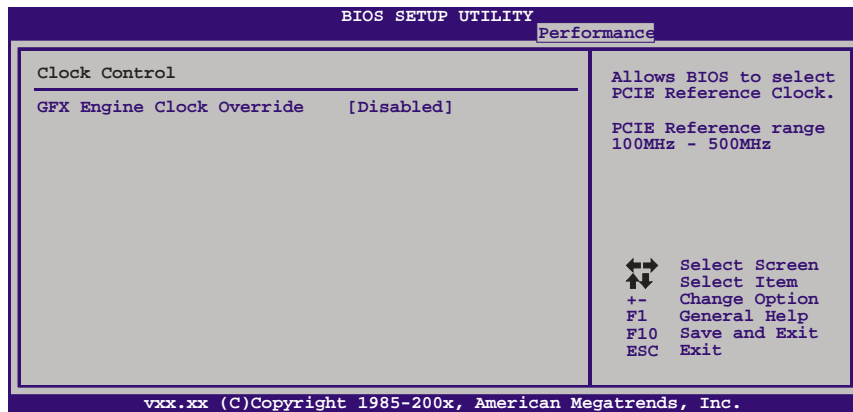 BIOS SETUP UTILITY
Performance
Clock Control
GFX Engine Clock Override [Disabled]
Allows BIOS to select
PCIE Reference Clock.
PCIE Reference range
100MHz - 500MHz
Select Screen
Select Item
+- Change Option
F1 General Help
F10 Save and Exit
ESC Exit
vxx.xx (C)Copyright 1985-200x, American Megatrends, Inc.